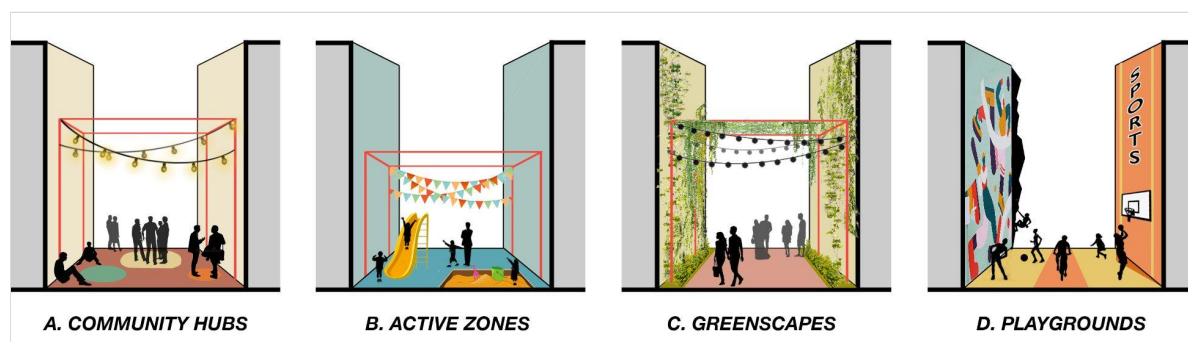 SPORTS
A. COMMUNITY HUBS
B. ACTIVE ZONES
C. GREENSCAPES
D. PLAYGROUNDS